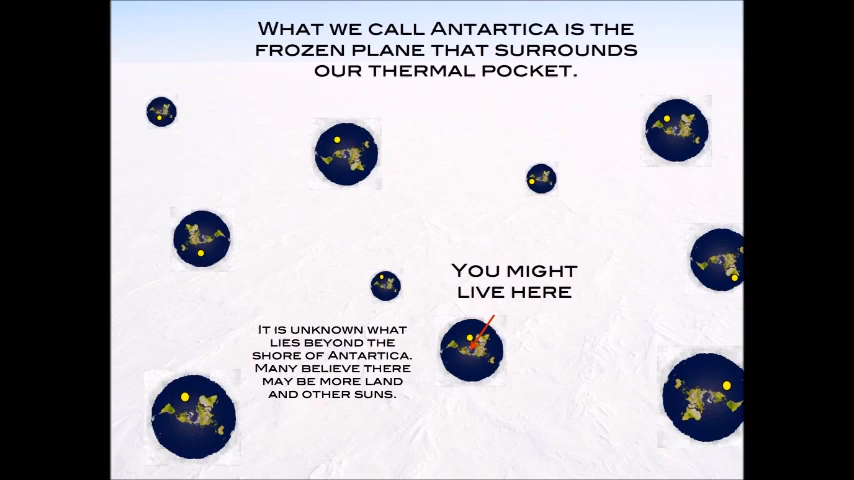 What we call Antartica is the
frozen plane that surrounds
our thermal pocket.
You might
live here
It is unknown what
lies beyond the
shore of Antartica.
Many believe there
may be more land
and other suns.